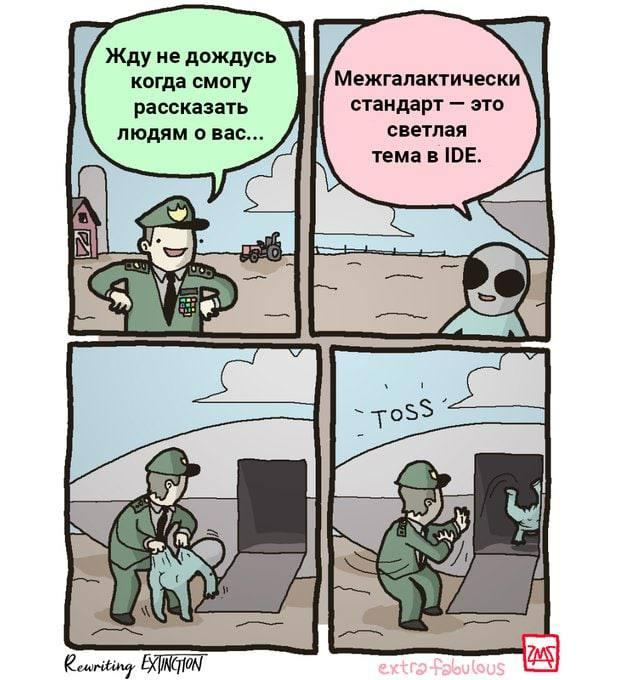 Жду не дождусь
когда смогу
рассказать
людям о вас...
Межгалактически
стандарт — это
светлая
тема в IDE.
TOSS
Rewriting EXTINCTION
extra-fabulous
ZMS